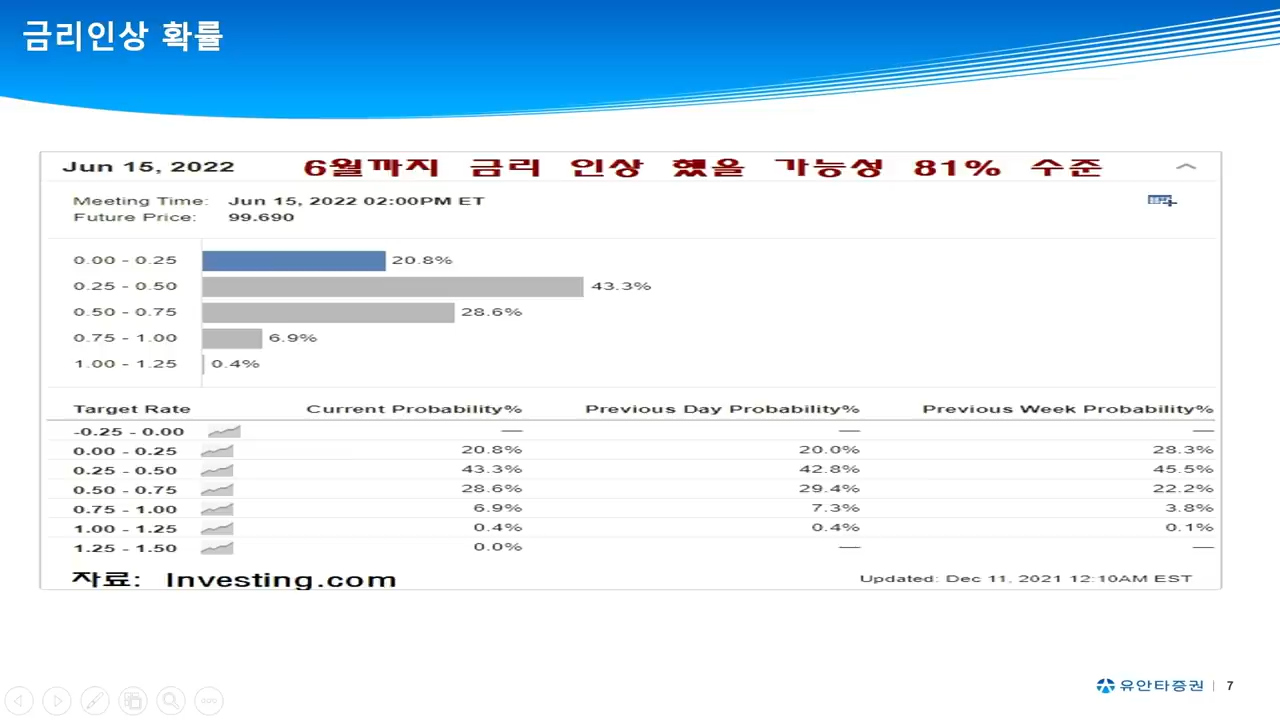 금리인상 확률
Jun 15, 2022 6월까지 금리 인상 했을 가능성 81% 수준
Meeting Time: Jun 15, 2022 02:00PM ET
Future Price: 99.690
0.00 - 0.25 20.8%
0.25 - 0.50 43.3%
0.50 - 0.75 28.6%
0.75 - 1.00 6.9%
1.00 - 1.25 0.4%
Target Rate Current Probability% Previous Day Probability% Previous Week Probability%
-0.25 - 0.00 — — —
0.00 - 0.25 20.8% 20.0% 28.3%
0.25 - 0.50 43.3% 42.8% 45.5%
0.50 - 0.75 28.6% 29.4% 22.2%
0.75 - 1.00 6.9% 7.3% 3.8%
1.00 - 1.25 0.4% 0.4% 0.1%
1.25 - 1.50 0.0% — —
자료: Investing.com Updated: Dec 11, 2021 12:10AM EST
유안타증권 | 7